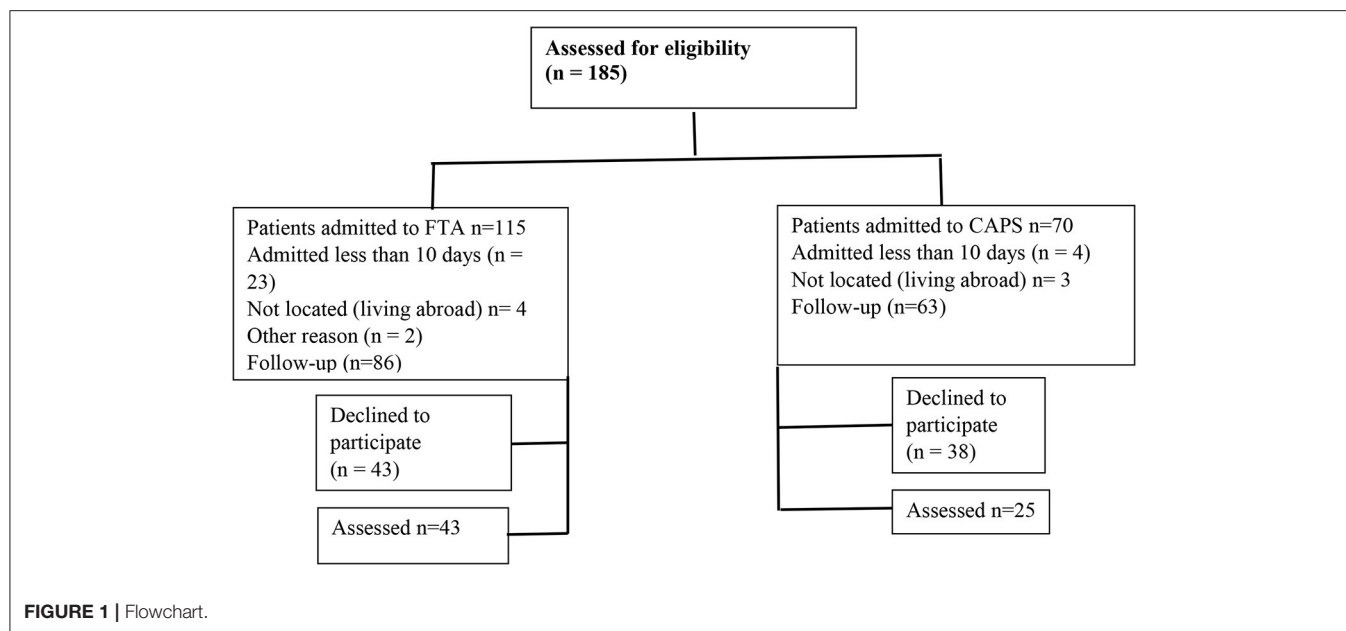 Assessed for eligibility
(n = 185)
Patients admitted to FTA n=115
Admitted less than 10 days (n =
23)
Not located (living abroad) n= 4
Other reason (n = 2)
Follow-up (n=86)
Patients admitted to CAPS n=70
Admitted less than 10 days (n = 4)
Not located (living abroad) n= 3
Follow-up (n=63)
Declined to
participate
(n = 43)
Declined to
participate
(n = 38)
Assessed n=43
Assessed n=25
FIGURE 1 | Flowchart.